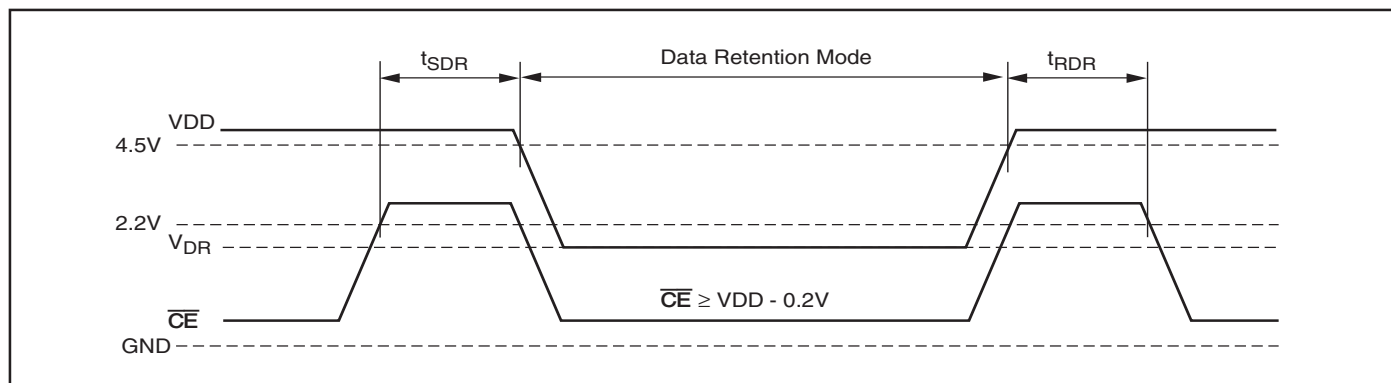 tSDR
Data Retention Mode
tRDR
VDD
4.5V
2.2V
VDR
CE ≥ VDD - 0.2V
CE
GND